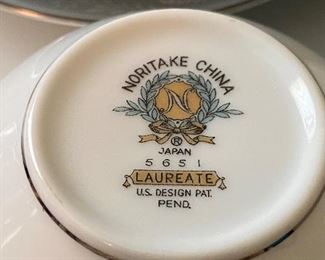 NORITAKE CHINA
N
®
JAPAN
5651
LAUREATE
U.S. DESIGN PAT.
PEND.